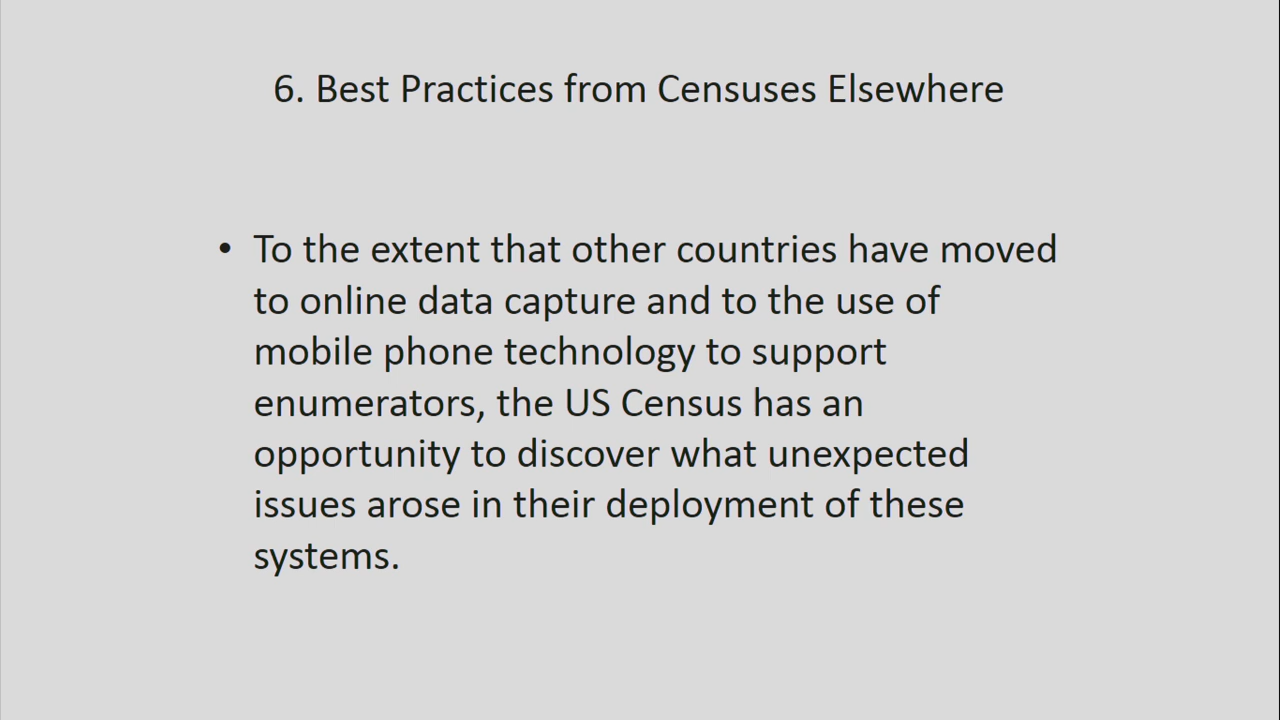 6. Best Practices from Censuses Elsewhere
• To the extent that other countries have moved
to online data capture and to the use of
mobile phone technology to support
enumerators, the US Census has an
opportunity to discover what unexpected
issues arose in their deployment of these
systems.